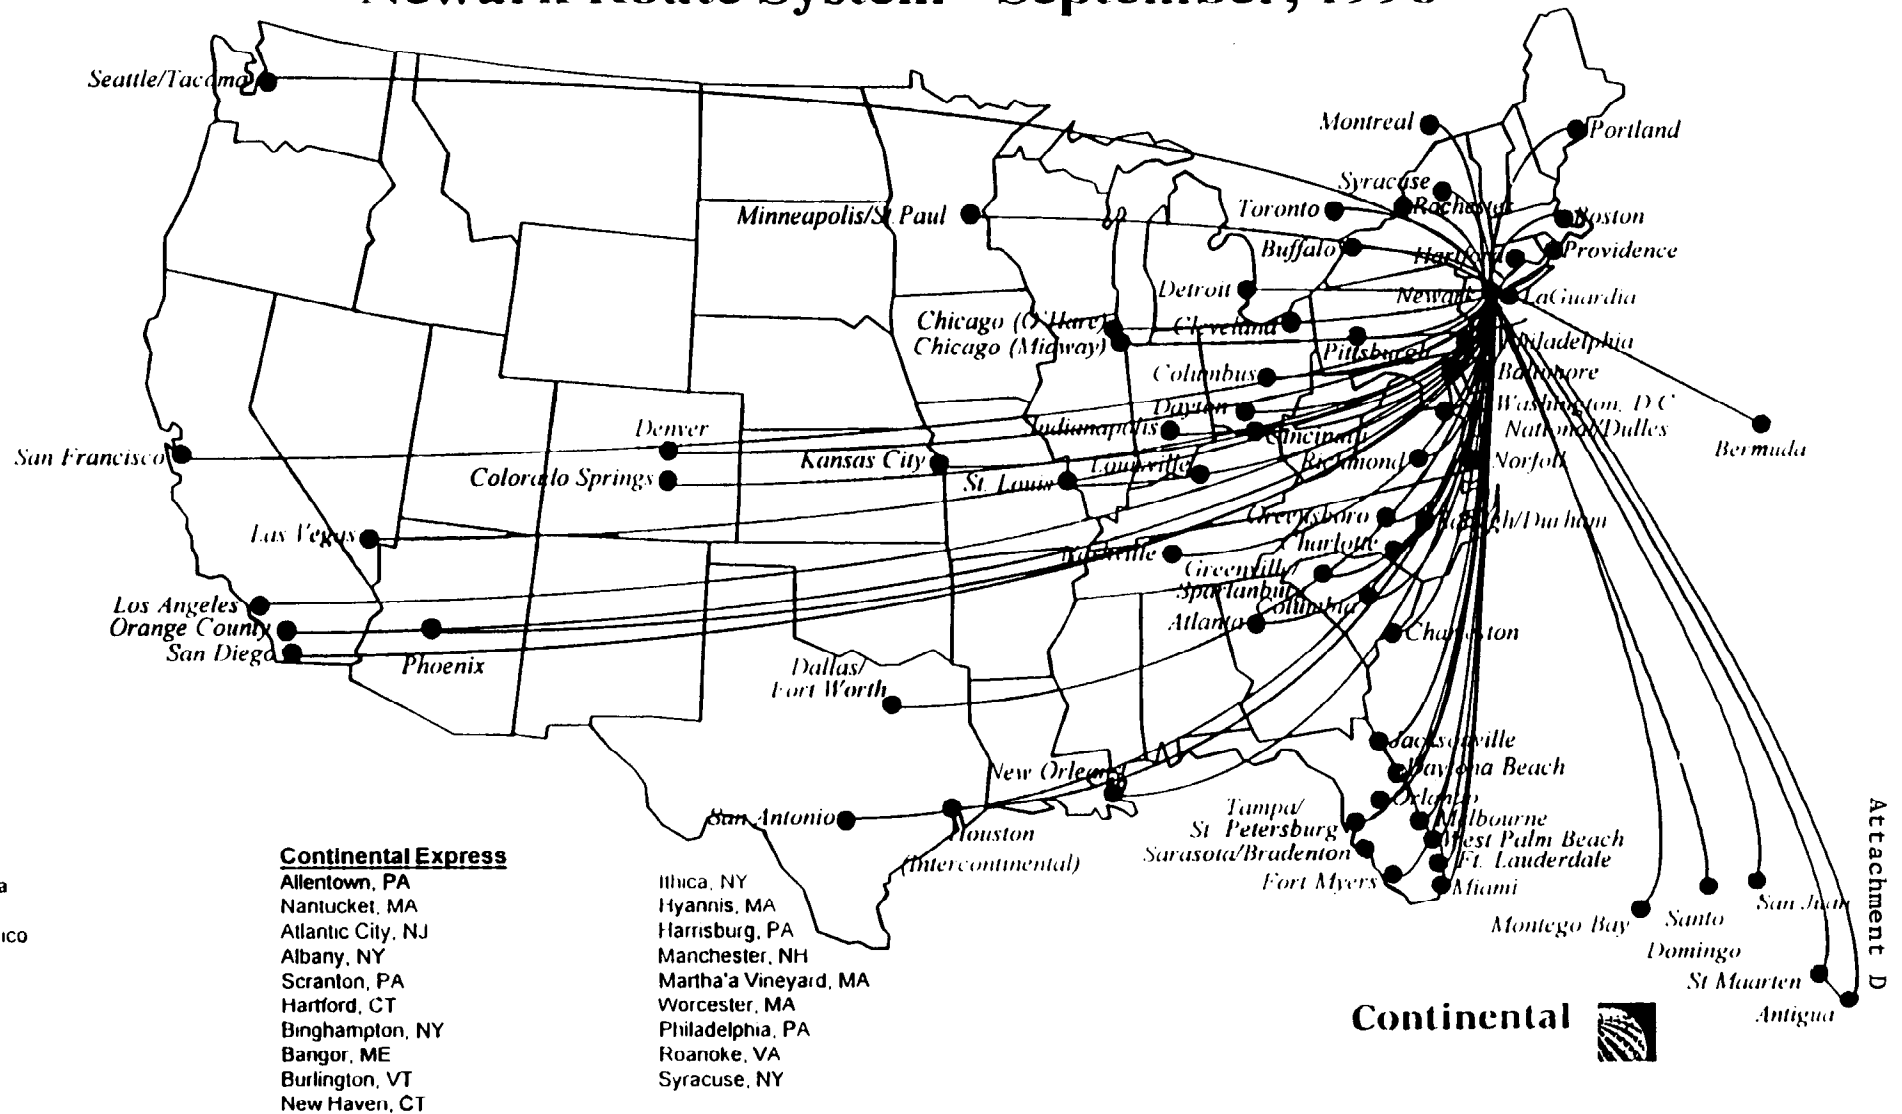 Newark Route System - September, 1996
Seattle/Tacoma
Montreal
Portland
Syracuse
Minneapolis/St. Paul
Toronto
Rochester
Boston
Buffalo
Hartford
Providence
Detroit
Newark
LaGuardia
Chicago (O'Hare)
Cleveland
Chicago (Midway)
Pittsburgh
Philadelphia
Columbus
Baltimore
Dayton
Washington, D.C.
National/Dulles
Denver
Indianapolis
Cincinnati
Bermuda
San Francisco
Kansas City
Louisville
Richmond
Norfolk
Colorado Springs
St. Louis
Las Vegas
Greensboro
Raleigh/Durham
Nashville
Charlotte
Greenville/
Spartanburg
Los Angeles
Columbia
Orange County
Atlanta
Charleston
San Diego
Phoenix
Dallas/
Fort Worth
Jacksonville
New Orleans
Daytona Beach
Orlando
San Antonio
Houston
(Intercontinental)
Tampa/
St. Petersburg
Melbourne
West Palm Beach
Sarasota/Bradenton
Ft. Lauderdale
Fort Myers
Miami
Montego Bay
Santo
Domingo
San Juan
St Maarten
Antigua
Attachment D
a
ico
Continental Express
Allentown, PA
Nantucket, MA
Atlantic City, NJ
Albany, NY
Scranton, PA
Hartford, CT
Binghampton, NY
Bangor, ME
Burlington, VT
New Haven, CT
Ithica, NY
Hyannis, MA
Harrisburg, PA
Manchester, NH
Martha'a Vineyard, MA
Worcester, MA
Philadelphia, PA
Roanoke, VA
Syracuse, NY
Continental